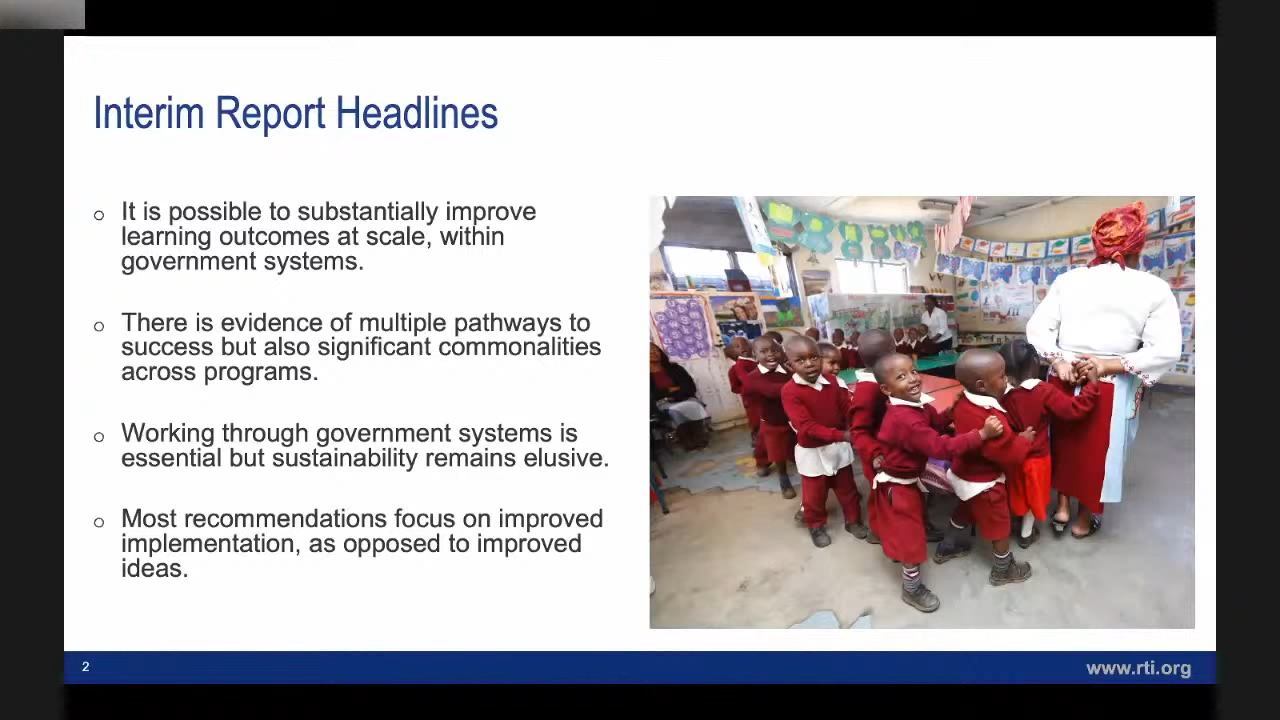 Interim Report Headlines
o It is possible to substantially improve
learning outcomes at scale, within
government systems.
o There is evidence of multiple pathways to
success but also significant commonalities
across programs.
o Working through government systems is
essential but sustainability remains elusive.
o Most recommendations focus on improved
implementation, as opposed to improved
ideas.
2
www.rti.org